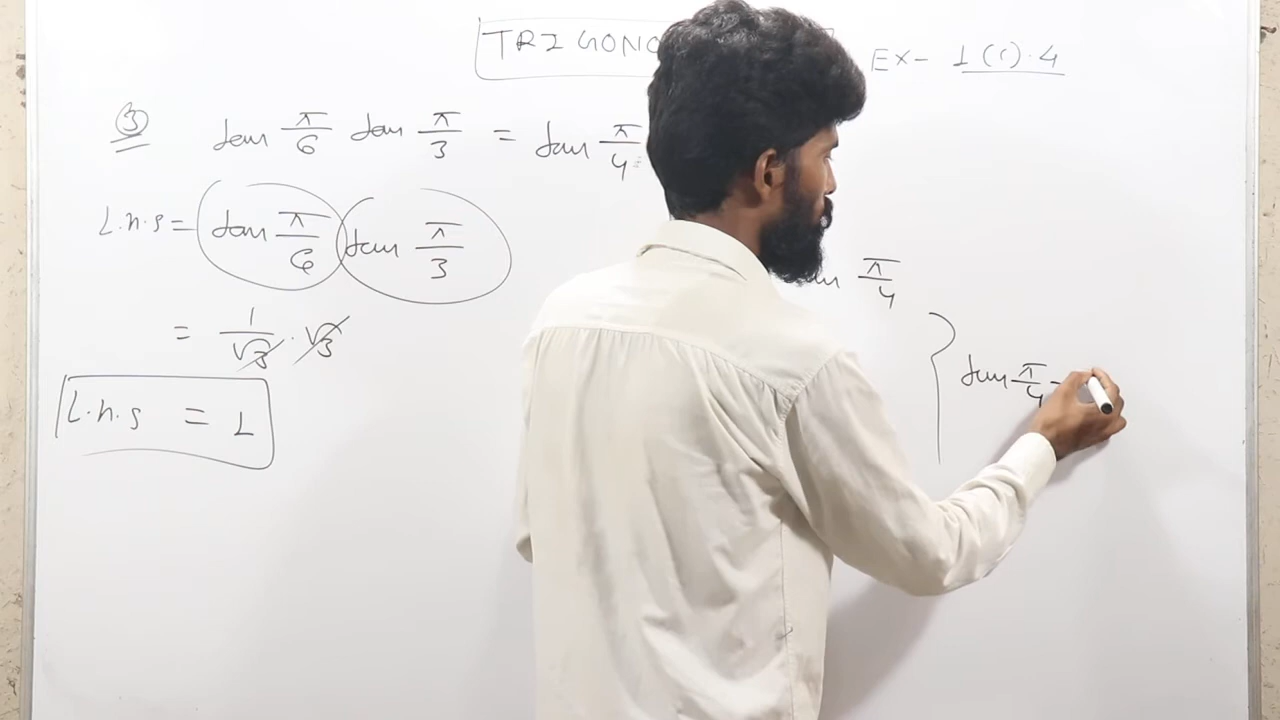 TRIGONO
Ex- 1(c).4
③ tan π/6 tan π/3 = tan π/4
L.H.S = tan π/6 tan π/3
tan π/4
= 1/√3 · √3
tan π/4 =
L.H.S = 1